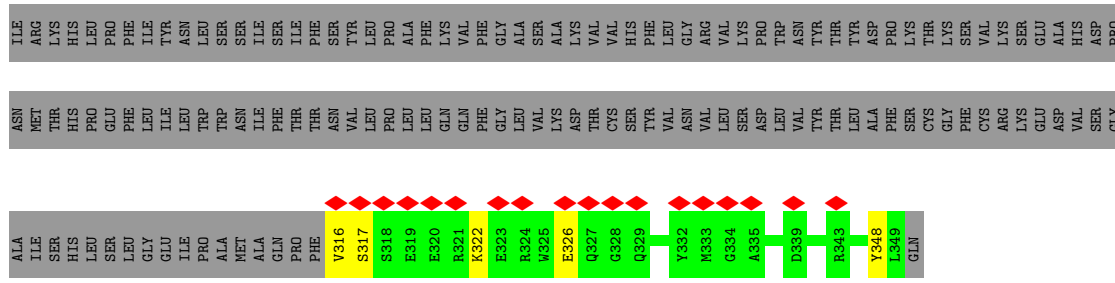 ILE ARG LYS HIS LEU PRO PHE ILE TYR ASN LEU SER SER ILE SER ILE PHE SER TYR LEU PRO ALA PHE LYS VAL PHE GLY ALA SER ALA LYS VAL VAL HIS PHE LEU GLY ARG VAL LYS PRO TRP ASN TYR THR TYR ASP PRO LYS THR LYS SER VAL LYS SER GLU ALA HIS ASP PRO
ASN MET THR HIS PRO GLU PHE LEU ILE LEU TRP TRP ASN ILE PHE THR THR ASN VAL LEU PRO LEU LEU GLN GLN PHE GLY LEU VAL LYS ASP THR CYS SER TYR VAL ASN VAL LEU SER ASP LEU VAL TYR THR LEU ALA PHE SER CYS GLY PHE CYS ARG LYS GLU ASP VAL SER GLY
ALA ILE SER HIS LEU SER LEU GLY GLU ILE PRO ALA MET ALA GLN PRO PHE V316 S317 S318 E319 E320 R321 K322 E323 R324 W325 E326 Q327 G328 Q329 Y332 M333 G334 A335 D339 R343 Y348 L349 GLN